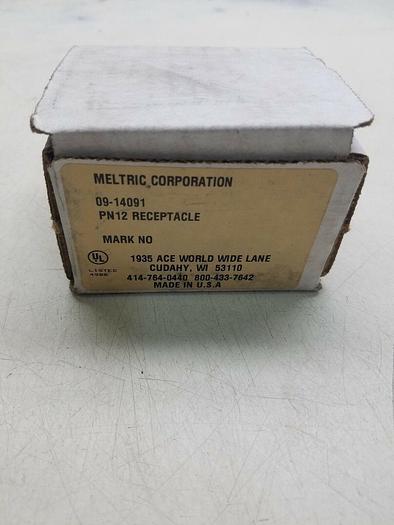 MELTRIC CORPORATION
09-14091
PN12 RECEPTACLE
MARK NO
1935 ACE WORLD WIDE LANE
CUDAHY, WI 53110
414-764-0440 800-433-7642
MADE IN U.S.A
UL
LISTED